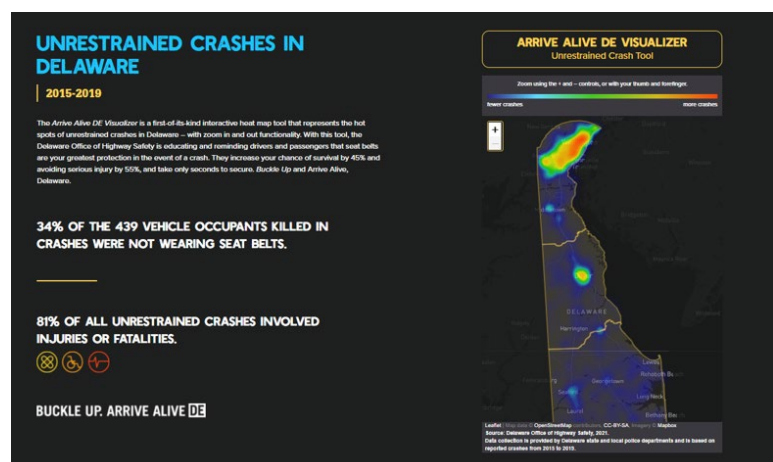 UNRESTRAINED CRASHES IN
DELAWARE
2015-2019
The Arrive Alive DE Visualizer is a first-of-its-kind interactive heat map tool that represents the hot
spots of unrestrained crashes in Delaware – with zoom in and out functionality. With this tool, the
Delaware Office of Highway Safety is educating and reminding drivers and passengers that seat belts
are your greatest protection in the event of a crash. They increase your chance of survival by 45% and
avoiding serious injury by 55%, and take only seconds to secure. Buckle Up and Arrive Alive,
Delaware.
34% OF THE 439 VEHICLE OCCUPANTS KILLED IN
CRASHES WERE NOT WEARING SEAT BELTS.
81% OF ALL UNRESTRAINED CRASHES INVOLVED
INJURIES OR FATALITIES.
BUCKLE UP. ARRIVE ALIVE DE
ARRIVE ALIVE DE VISUALIZER
Unrestrained Crash Tool
Zoom using the + and – controls, or with your thumb and forefinger.
fewer crashes more crashes
+
DELAWARE
Harrington
Lewes
Rehoboth Be
Georgetown
Long Neck
Laurel
Bethany Be
Leaflet | Map data © OpenStreetMap contributors, CC-BY-SA, Imagery © Mapbox
Source: Delaware Office of Highway Safety, 2021.
Data collection is provided by Delaware state and local police departments and is based on
reported crashes from 2015 to 2019.